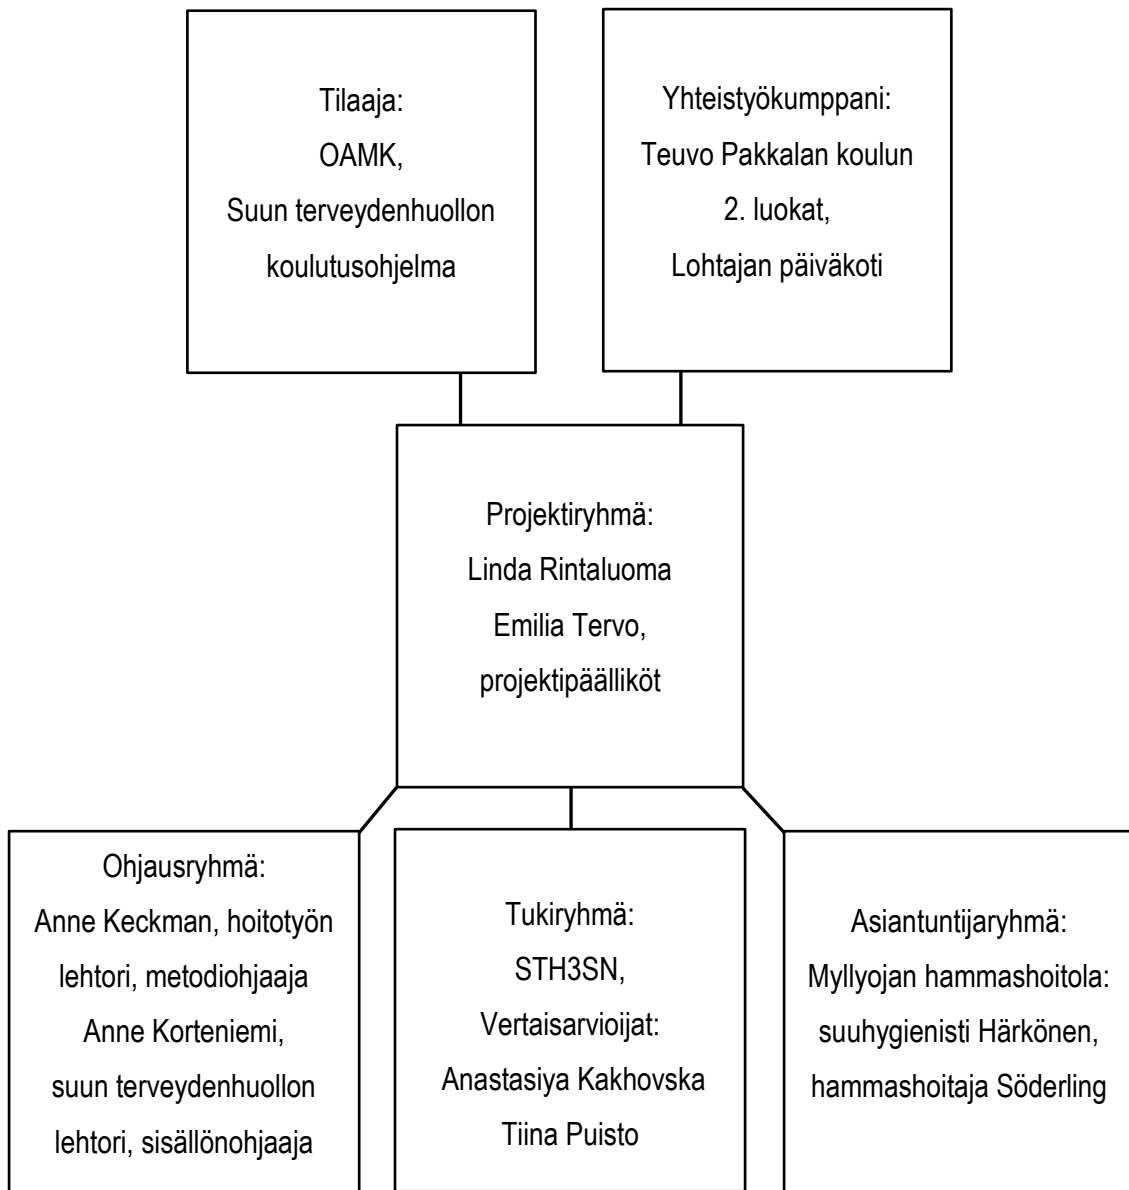 Tilaaja:
OAMK,
Suun terveydenhuollon
koulutusohjelma
Yhteistyökumppani:
Teuvo Pakkalan koulun
2. luokat,
Lohtajan päiväkoti
Projektiryhmä:
Linda Rintaluoma
Emilia Tervo,
projektipäälliköt
Ohjausryhmä:
Anne Keckman, hoitotyön
lehtori, metodiohjaaja
Anne Korteniemi,
suun terveydenhuollon
lehtori, sisällönohjaaja
Tukiryhmä:
STH3SN,
Vertaisarvioijat:
Anastasiya Kakhovska
Tiina Puisto
Asiantuntijaryhmä:
Myllyojan hammashoitola:
suuhygienisti Härkönen,
hammashoitaja Söderling